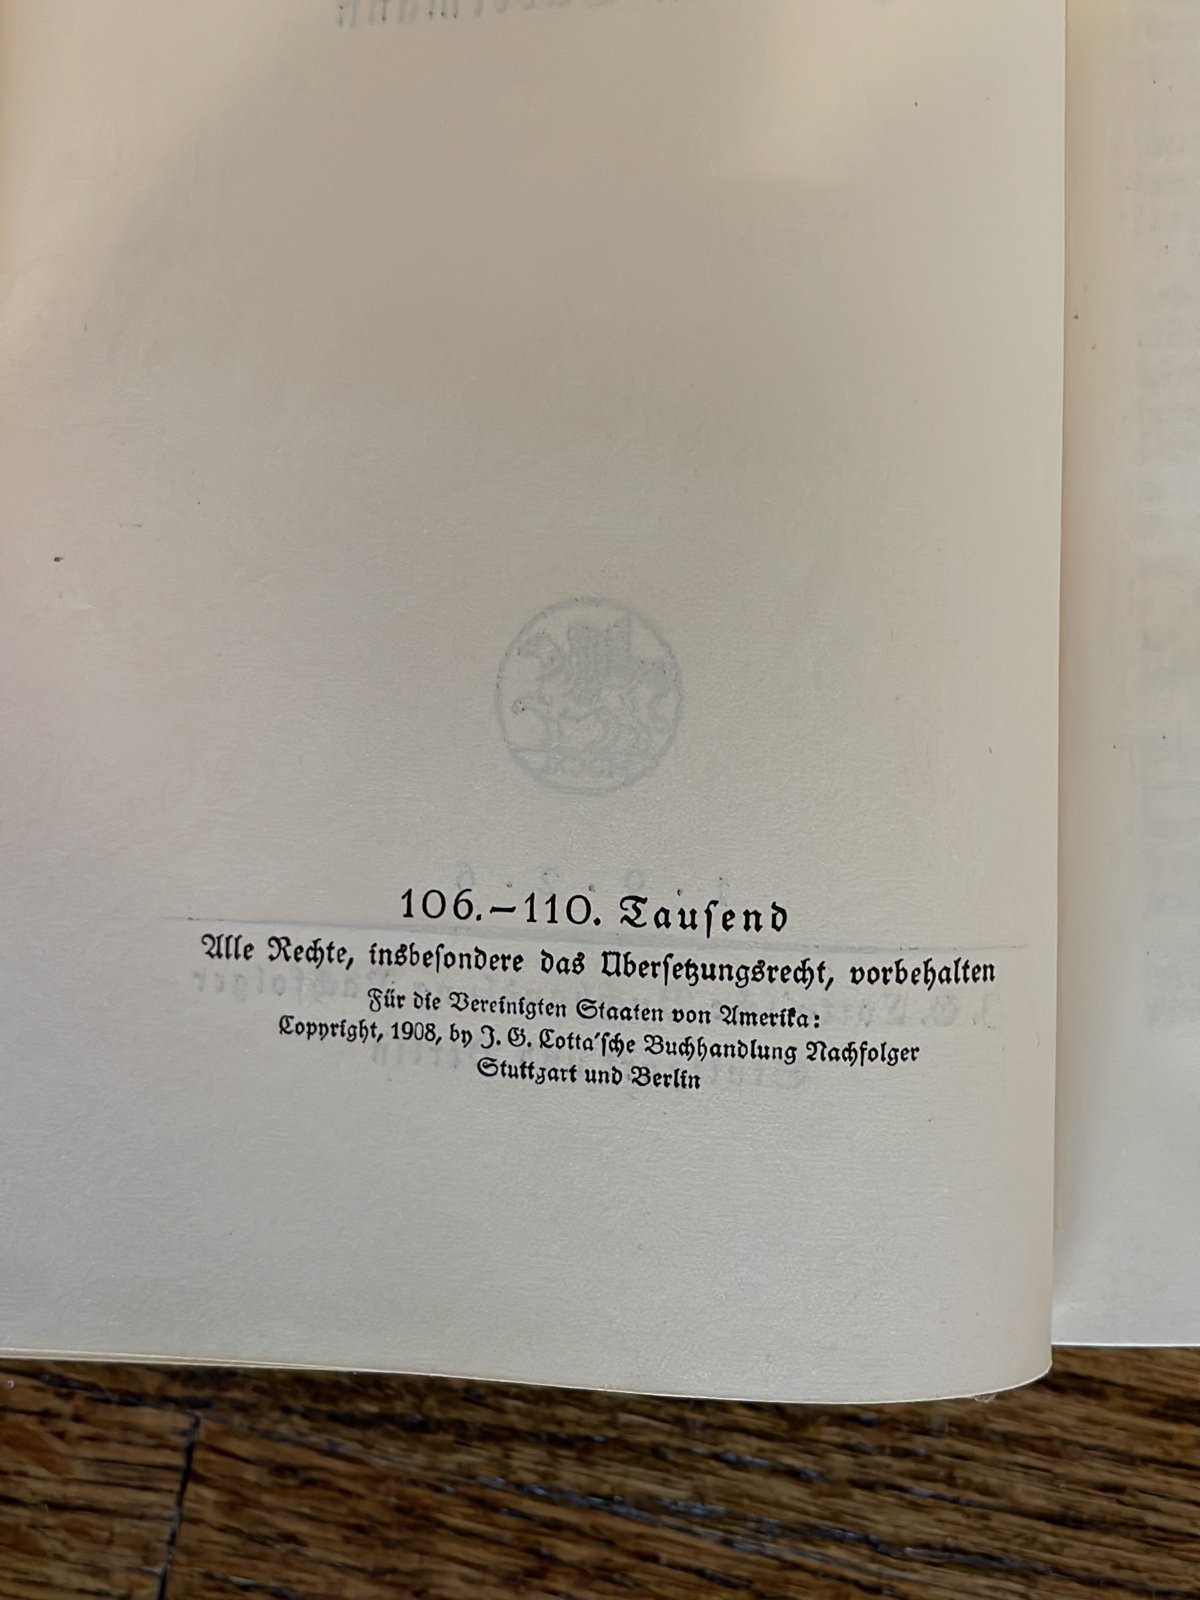 106.–110. Tausend
Alle Rechte, insbesondere das Übersetzungsrecht, vorbehalten
Für die Vereinigten Staaten von Amerika:
Copyright, 1908, by J. G. Cotta'sche Buchhandlung Nachfolger
Stuttgart und Berlin